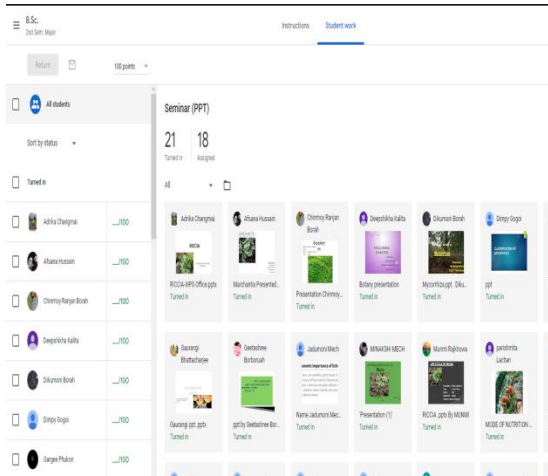 B.Sc.
2nd Sem. Major
Instructions
Student work
Return
100 points
All students
Sort by status
Turned in
Adrika Changmai
__/100
Afsana Hussain
__/100
Chinmoy Ranjan Borah
__/100
Deepshikha Kalita
__/100
Dikumoni Borah
__/100
Dimpy Gogoi
__/100
Gargee Phukon
__/100
Seminar (PPT)
21
18
Turned in
Assigned
All
Adrika Changmai
RICCIA
RICCIA-WPS Office.pptx
Turned in
Afsana Hussain
Marchantia Presented...
Turned in
Chinmoy Ranjan
Borah
Presentation Chinmoy...
Turned in
Deepshikha Kalita
Botany presentation
Turned in
Dikumoni Borah
Mycorrhiza.ppt . Diku...
Turned in
Dimpy Gogoi
ppt
Turned in
Gaurangi
Bhattacharjee
Gaurangi ppt .pptx
Turned in
Geetashree
Borboruah
ppt by Geetashree Bor...
Turned in
Jadumoni Mech
Name Jadumoni Mec...
Turned in
MINAKSHI MECH
'Presentation (1)'
Turned in
Munmi Rajkhowa
RICCIA .pptx By MUNMI
Turned in
parishmita
Lachan
MODE OF NUTRITION ...
Turned in